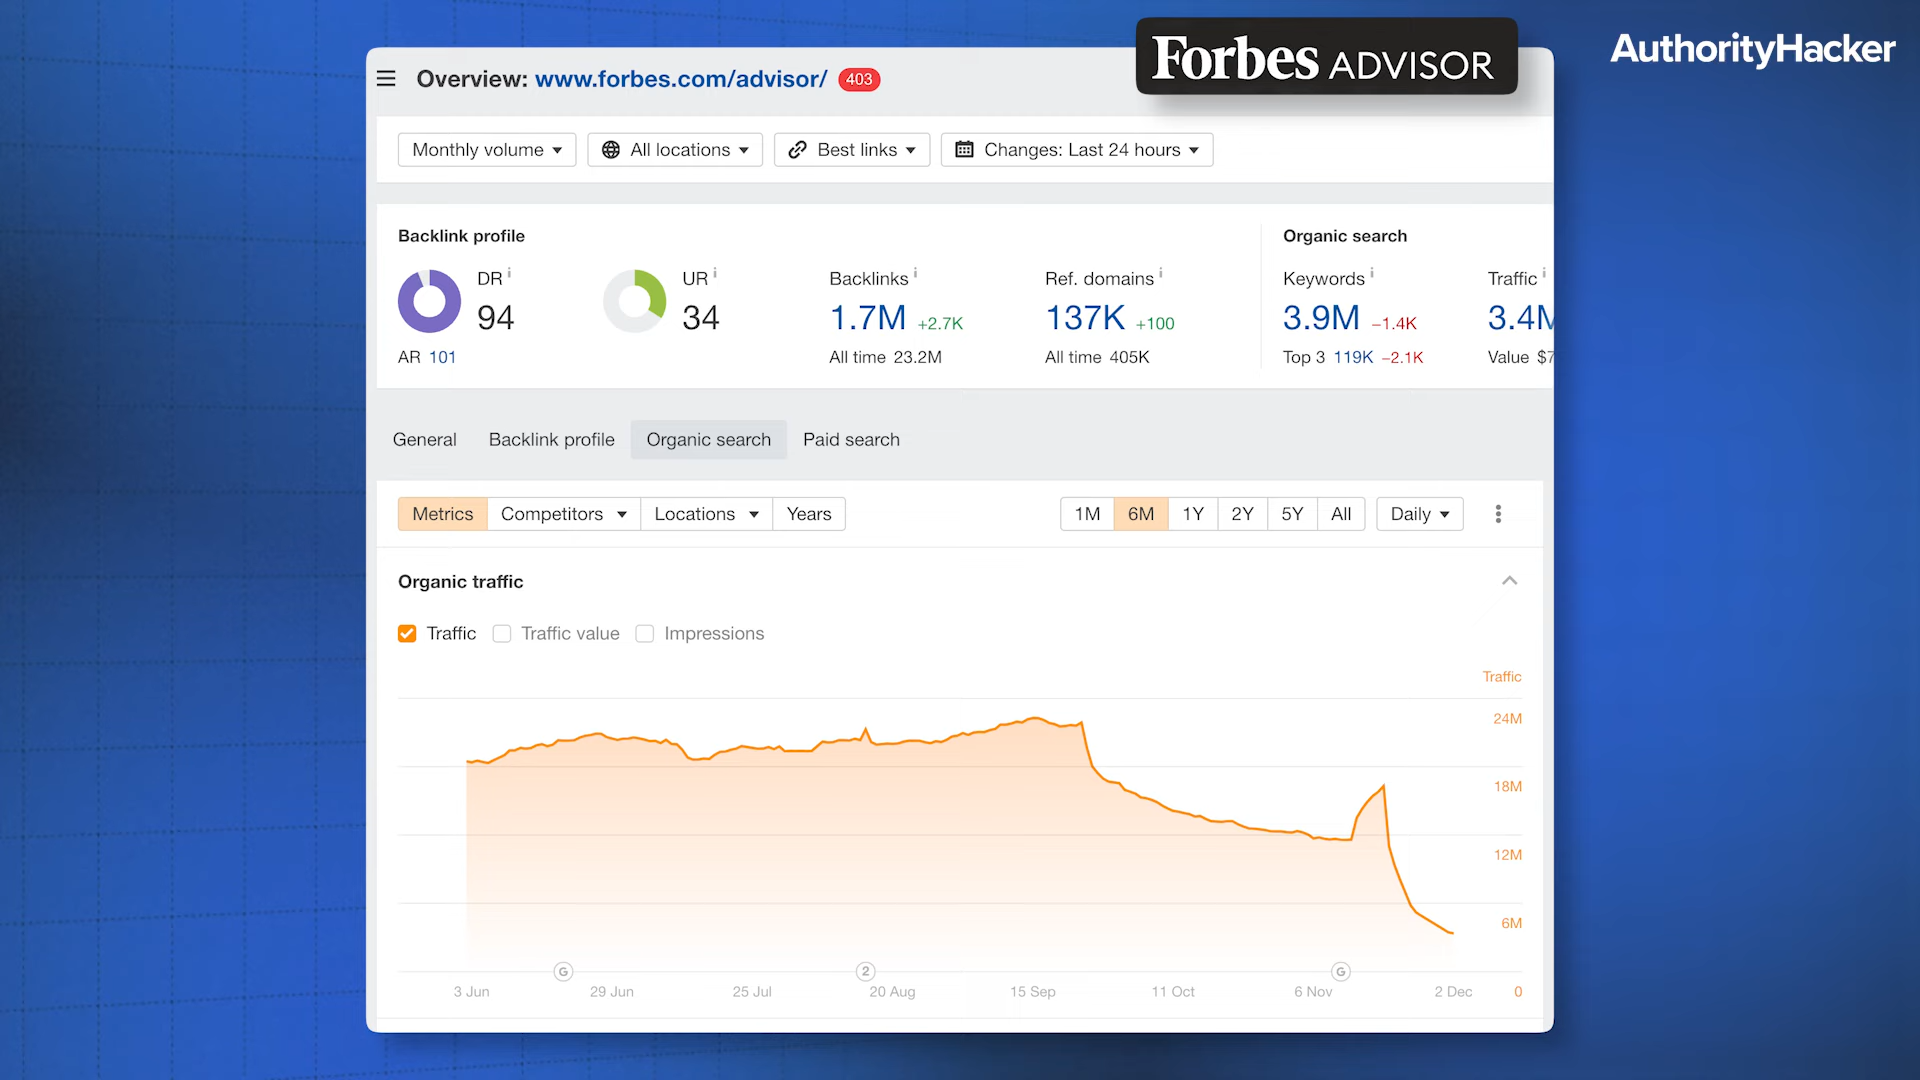 Forbes ADVISOR
AuthorityHacker
Overview: www.forbes.com/advisor/ 403
Monthly volume All locations Best links Changes: Last 24 hours
Backlink profile Organic search
DR i UR i Backlinks i Ref. domains i Keywords i Traffic i
94 34 1.7M +2.7K 137K +100 3.9M −1.4K 3.4M
AR 101 All time 23.2M All time 405K Top 3 119K −2.1K Value $7
General Backlink profile Organic search Paid search
Metrics Competitors Locations Years 1M 6M 1Y 2Y 5Y All Daily
Organic traffic
Traffic Traffic value Impressions
Traffic
24M
18M
12M
6M
G 2 G
3 Jun 29 Jun 25 Jul 20 Aug 15 Sep 11 Oct 6 Nov 2 Dec 0